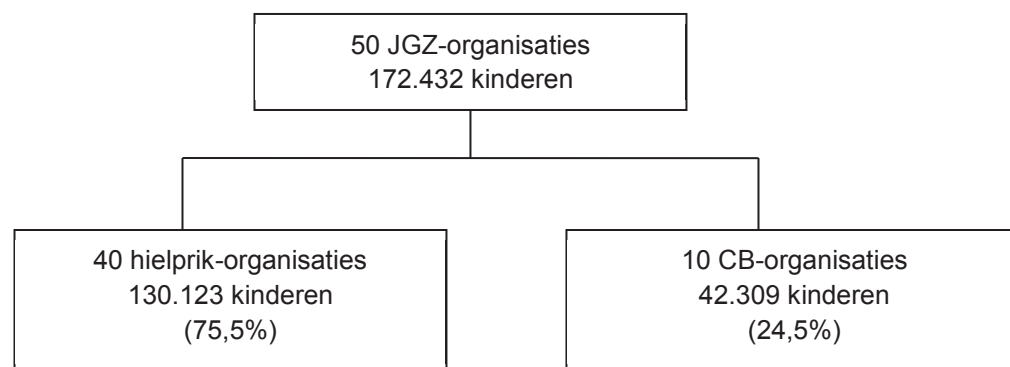 50 JGZ-organisaties
172.432 kinderen
40 hielprik-organisaties
130.123 kinderen
(75,5%)
10 CB-organisaties
42.309 kinderen
(24,5%)